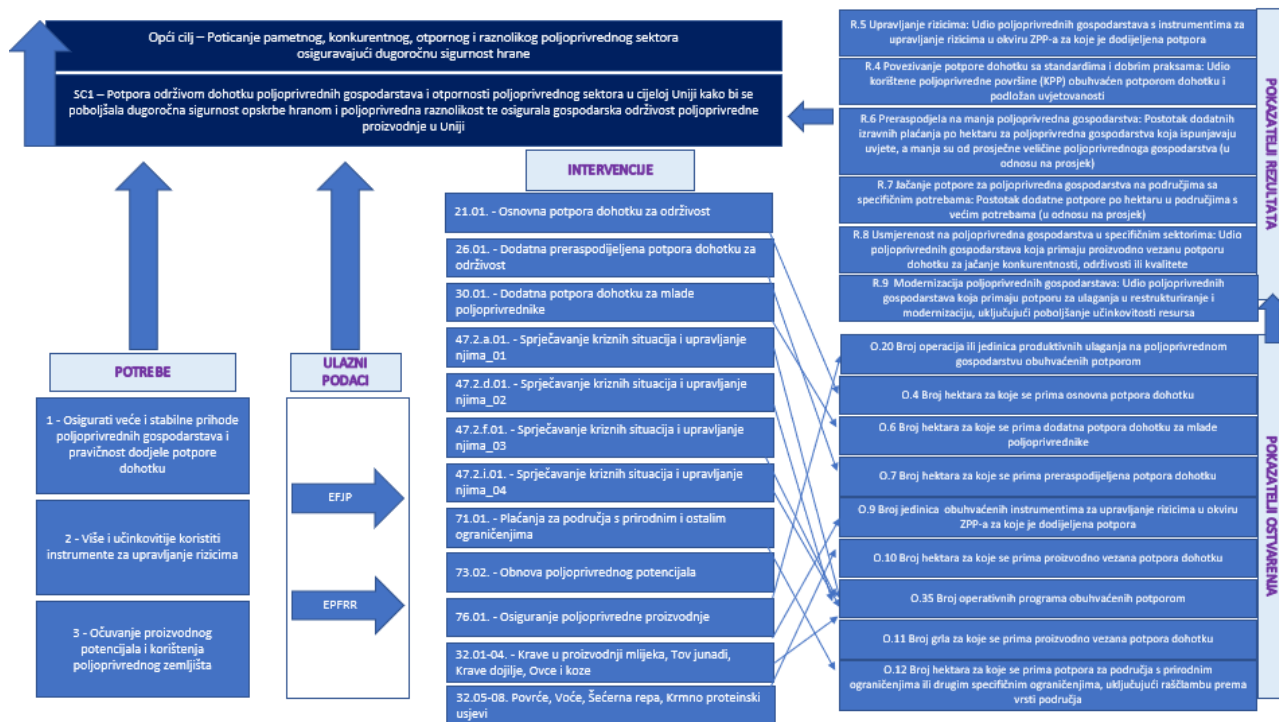 Opći cilj – Poticanje pametnog, konkurentnog, otpornog i raznolikog poljoprivrednog sektora
osiguravajući dugoročnu sigurnost hrane
SC1 – Potpora održivom dohotku poljoprivrednih gospodarstava i otpornosti poljoprivrednog sektora u cijeloj Uniji kako bi se
poboljšala dugoročna sigurnost opskrbe hranom i poljoprivredna raznolikost te osigurala gospodarska održivost poljoprivredne
proizvodnje u Uniji
POTREBE
1 - Osigurati veće i stabilne prihode
poljoprivrednih gospodarstava i
pravičnost dodjele potpore
dohotku
2 - Više i učinkovitije koristiti
instrumente za upravljanje rizicima
3 - Očuvanje proizvodnog
potencijala i korištenja
poljoprivrednog zemljišta
ULAZNI
PODACI
EFJP
EPFRR
INTERVENCIJE
21.01. - Osnovna potpora dohotku za održivost
26.01. - Dodatna preraspodijeljena potpora dohotku za
održivost
30.01. - Dodatna potpora dohotku za mlade
poljoprivrednike
47.2.a.01. - Sprječavanje kriznih situacija i upravljanje
njima_01
47.2.d.01. - Sprječavanje kriznih situacija i upravljanje
njima_02
47.2.f.01. - Sprječavanje kriznih situacija i upravljanje
njima_03
47.2.i.01. - Sprječavanje kriznih situacija i upravljanje
njima_04
71.01. - Plaćanja za područja s prirodnim i ostalim
ograničenjima
73.02. - Obnova poljoprivrednog potencijala
76.01. - Osiguranje poljoprivredne proizvodnje
32.01-04. - Krave u proizvodnji mlijeka, Tov junadi,
Krave dojilje, Ovce i koze
32.05-08. Povrće, Voće, Šećerna repa, Krmno proteinski
usjevi
R.5 Upravljanje rizicima: Udio poljoprivrednih gospodarstava s instrumentima za
upravljanje rizicima u okviru ZPP-a za koje je dodijeljena potpora
R.4 Povezivanje potpore dohotku sa standardima i dobrim praksama: Udio
korištene poljoprivredne površine (KPP) obuhvaćen potporom dohotku i
podložan uvjetovanosti
R.6 Preraspodjela na manja poljoprivredna gospodarstva: Postotak dodatnih
izravnih plaćanja po hektaru za poljoprivredna gospodarstva koja ispunjavaju
uvjete, a manja su od prosječne veličine poljoprivrednoga gospodarstva (u
odnosu na prosjek)
R.7 Jačanje potpore za poljoprivredna gospodarstva na područjima sa
specifičnim potrebama: Postotak dodatne potpore po hektaru u područjima s
većim potrebama (u odnosu na prosjek)
R.8 Usmjerenost na poljoprivredna gospodarstva u specifičnim sektorima: Udio
poljoprivrednih gospodarstava koja primaju proizvodno vezanu potporu
dohotku za jačanje konkurentnosti, održivosti ili kvalitete
R.9 Modernizacija poljoprivrednih gospodarstava: Udio poljoprivrednih
gospodarstava koja primaju potporu za ulaganja u restrukturiranje i
modernizaciju, uključujući poboljšanje učinkovitosti resursa
POKAZATELJI REZULTATA
O.20 Broj operacija ili jedinica produktivnih ulaganja na poljoprivrednom
gospodarstvu obuhvaćenih potporom
O.4 Broj hektara za koje se prima osnovna potpora dohotku
O.6 Broj hektara za koje se prima dodatna potpora dohotku za mlade
poljoprivrednike
O.7 Broj hektara za koje se prima preraspodijeljena potpora dohotku
O.9 Broj jedinica obuhvaćenih instrumentima za upravljanje rizicima u okviru
ZPP-a za koje je dodijeljena potpora
O.10 Broj hektara za koje se prima proizvodno vezana potpora dohotku
O.35 Broj operativnih programa obuhvaćenih potporom
O.11 Broj grla za koje se prima proizvodno vezana potpora dohotku
O.12 Broj hektara za koje se prima potpora za područja s prirodnim
ograničenjima ili drugim specifičnim ograničenjima, uključujući raščlambu prema
vrsti područja
POKAZATELJI OSTVARENJA